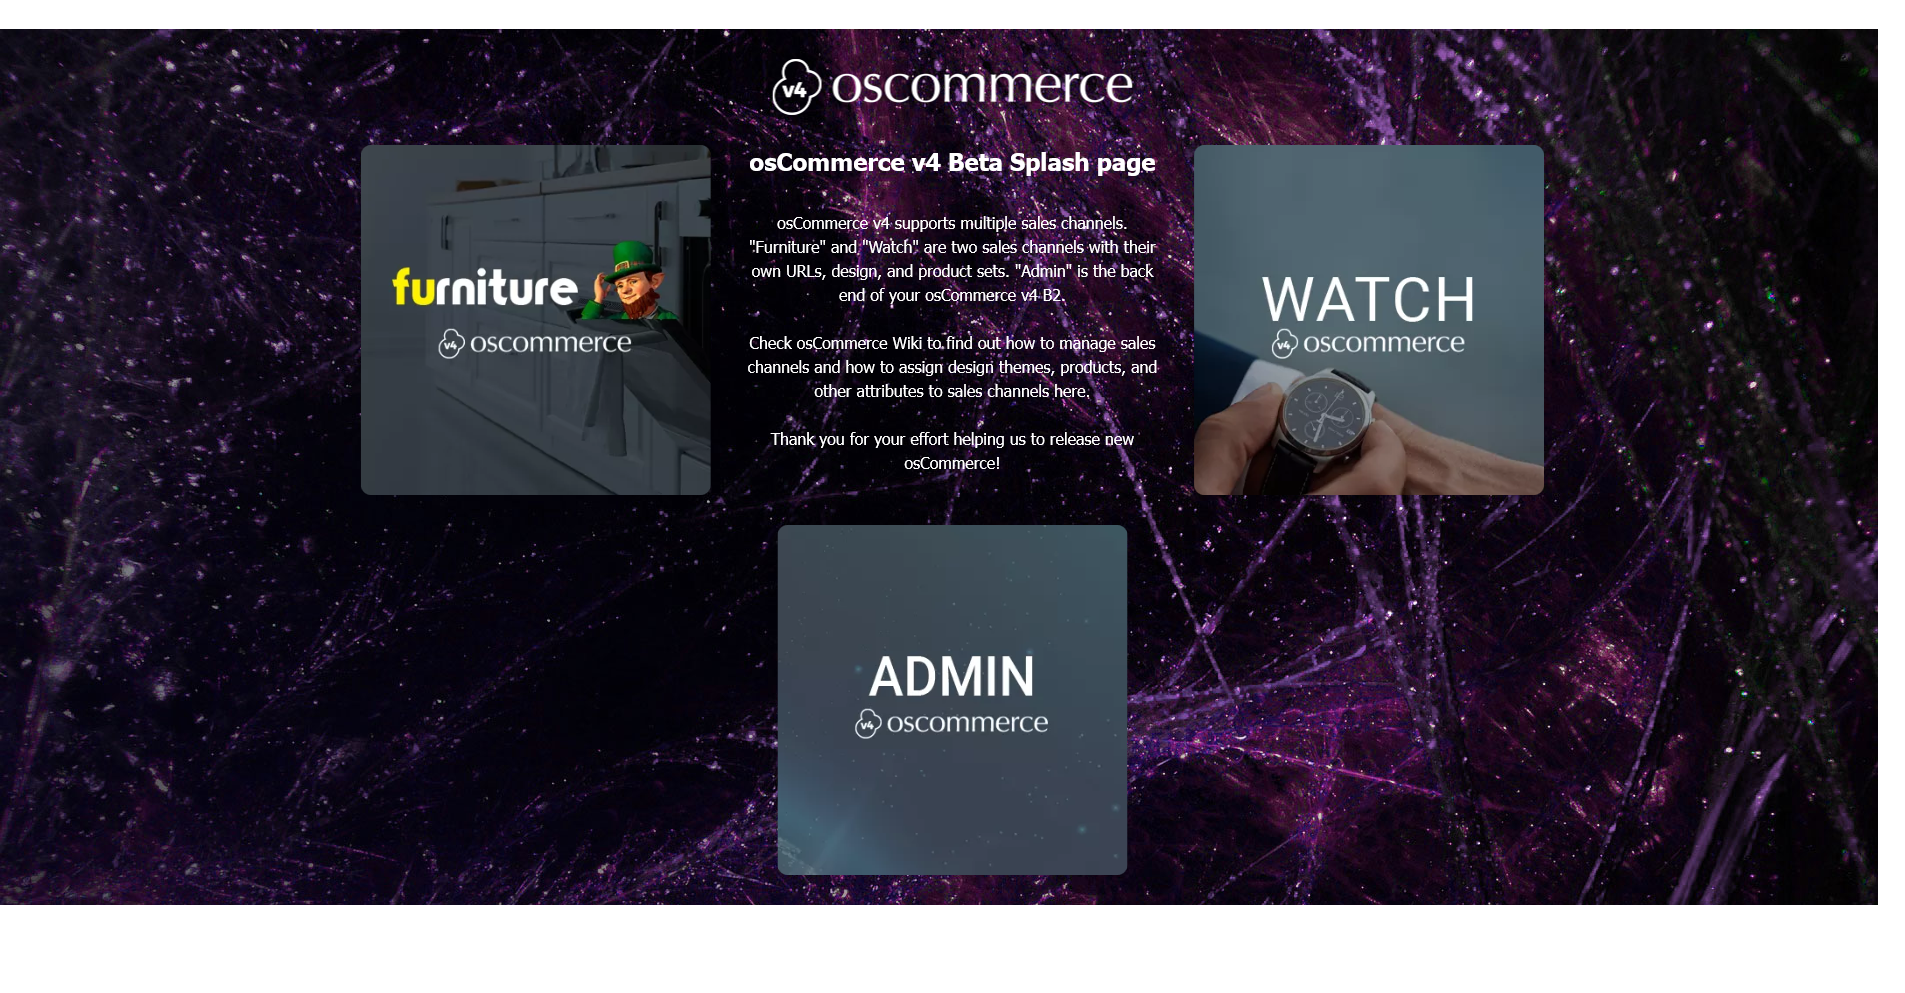 v4 oscommerce
osCommerce v4 Beta Splash page
furniture
v4 oscommerce
osCommerce v4 supports multiple sales channels.
"Furniture" and "Watch" are two sales channels with their
own URLs, design, and product sets. "Admin" is the back
end of your osCommerce v4 B2.
Check osCommerce Wiki to find out how to manage sales
channels and how to assign design themes, products, and
other attributes to sales channels here.
Thank you for your effort helping us to release new
osCommerce!
WATCH
v4 oscommerce
ADMIN
v4 oscommerce